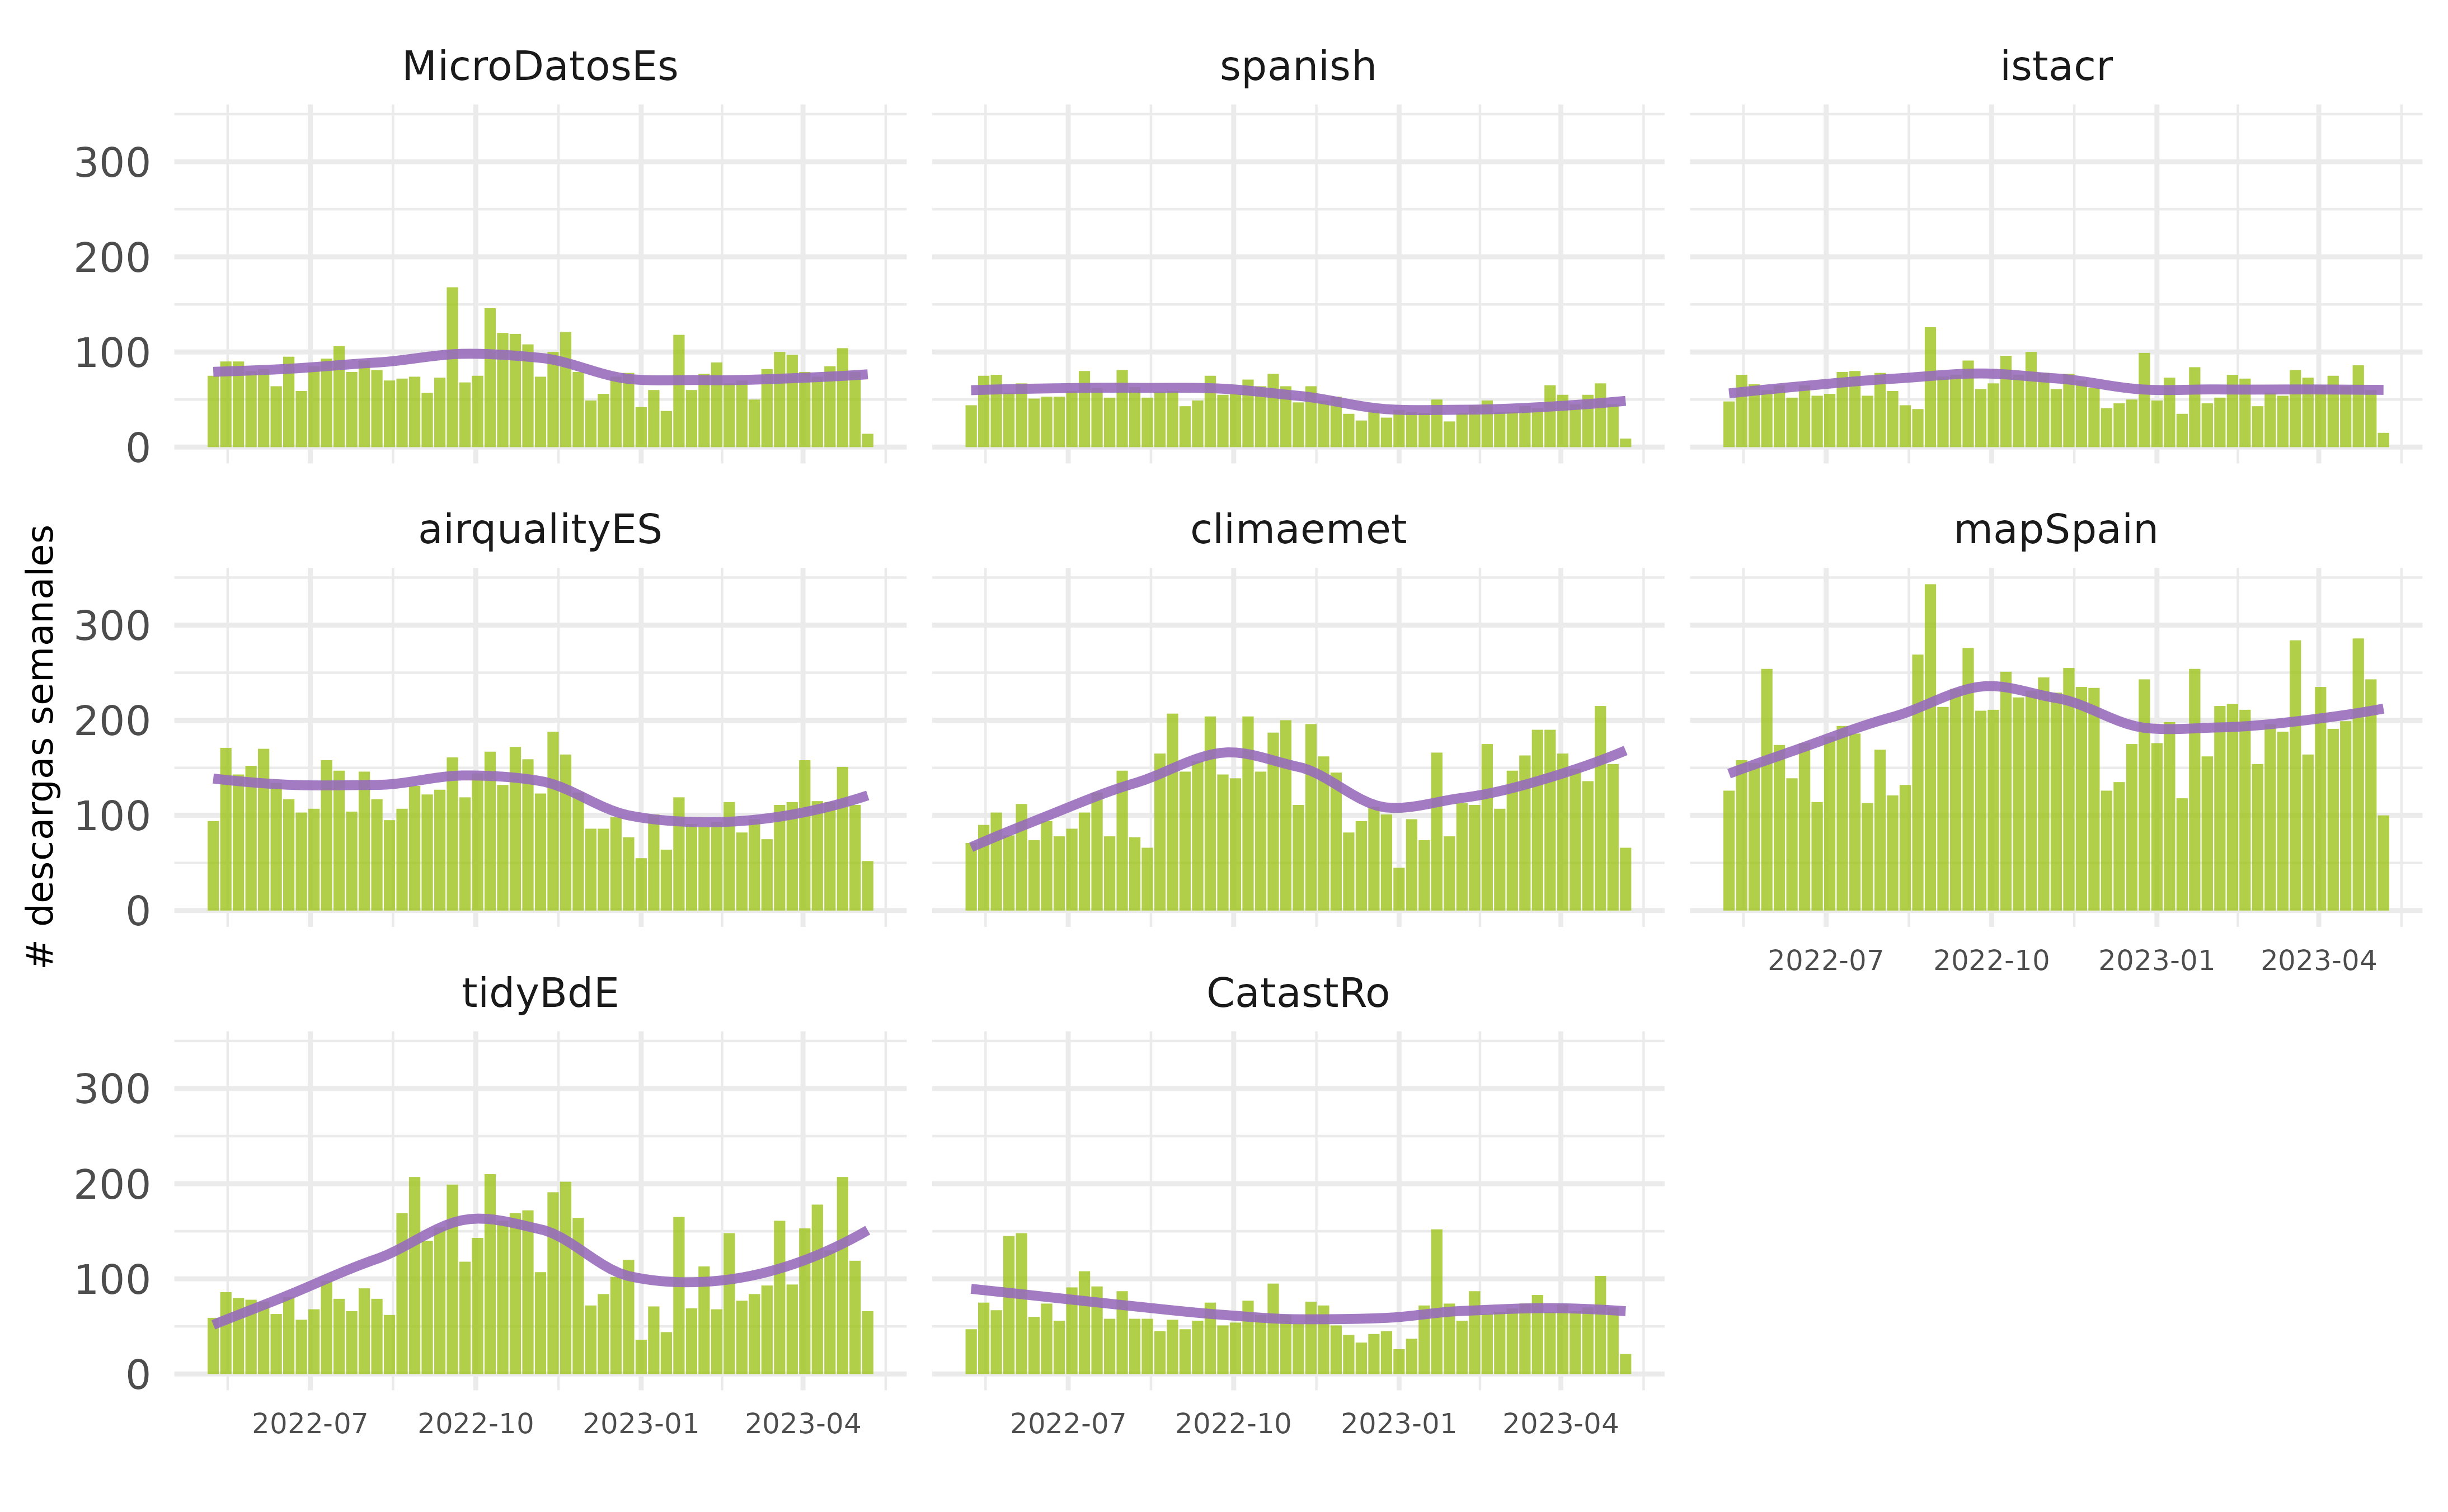 MicroDatosEs spanish istacr
300
200
100
0
# descargas semanales
airqualityES climaemet mapSpain
300
200
100
0
2022-07 2022-10 2023-01 2023-04
tidyBdE CatastRo
300
200
100
0
2022-07 2022-10 2023-01 2023-04 2022-07 2022-10 2023-01 2023-04